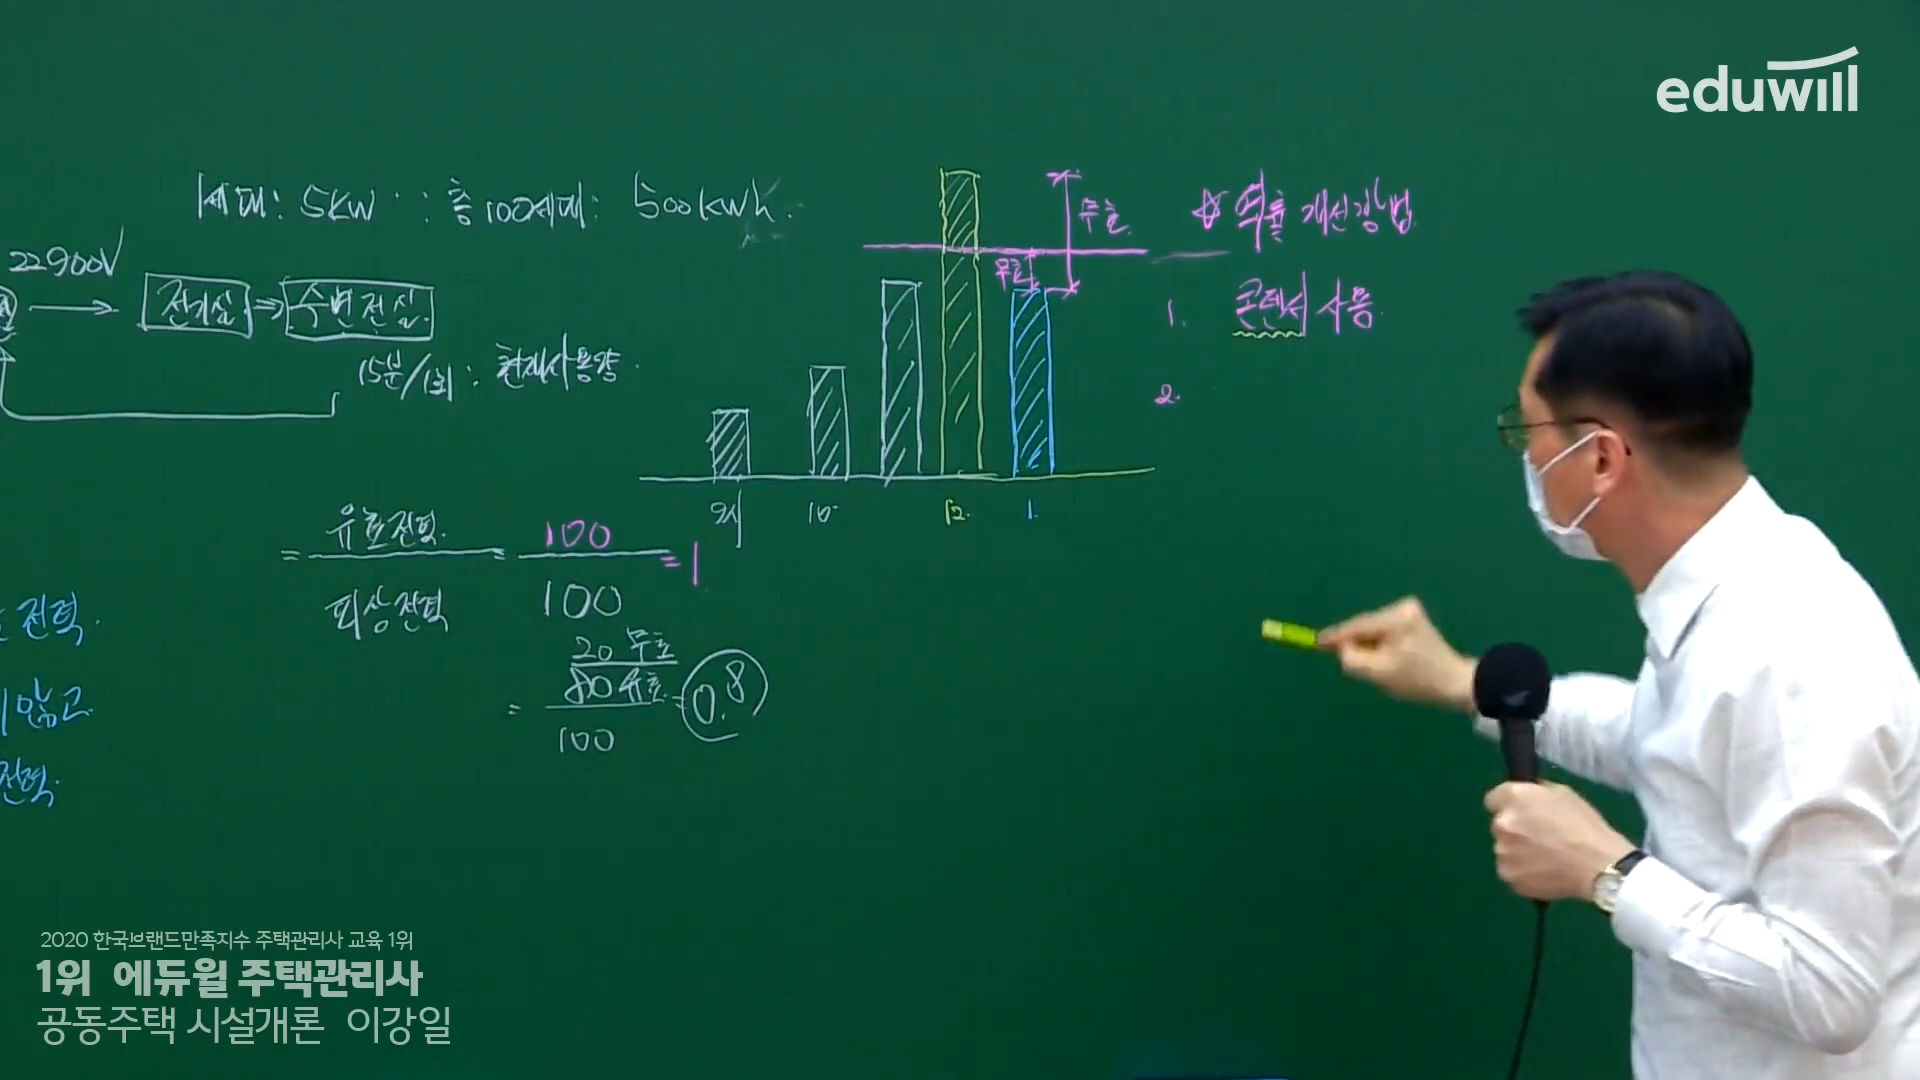 eduwill
세대: 5KW ∵ 총 100세대: 500KWh.
22900V
전기실 ⇒ 수변전실.
15분/1회: 현재사용량.
무효.
무효
☆ 역률 개선방법.
1. 콘덴서 사용.
2.
9시 10 12. 1.
= 유효전력. = 100 = 1
피상전력 100
20 무효
= 80 유효. = 0.8
100
전력.
않고
전력.
2020 한국브랜드만족지수 주택관리사 교육 1위
1위 에듀윌 주택관리사
공동주택 시설개론 이강일